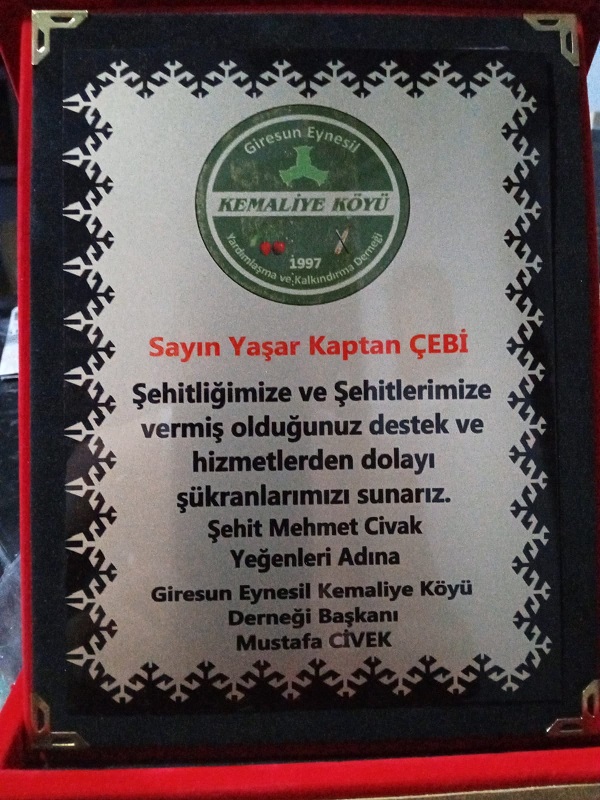 Giresun Eynesil
KEMALİYE KÖYÜ
1997
Yardımlaşma ve Kalkındırma Derneği
Sayın Yaşar Kaptan ÇEBİ
Şehitliğimize ve Şehitlerimize
vermiş olduğunuz destek ve
hizmetlerden dolayı
şükranlarımızı sunarız.
Şehit Mehmet Civak
Yeğenleri Adına
Giresun Eynesil Kemaliye Köyü
Derneği Başkanı
Mustafa CİVEK